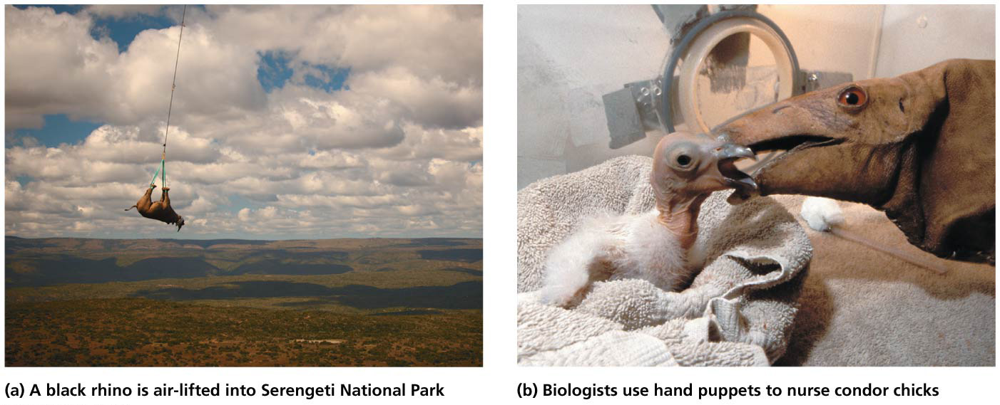 (a) A black rhino is air-lifted into Serengeti National Park
(b) Biologists use hand puppets to nurse condor chicks